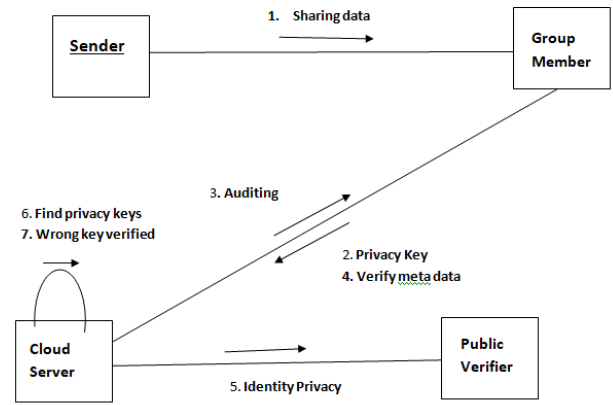 1. Sharing data
Sender
Group
Member
3. Auditing
6. Find privacy keys
7. Wrong key verified
2. Privacy Key
4. Verify meta data
Cloud
Server
Public
Verifier
5. Identity Privacy